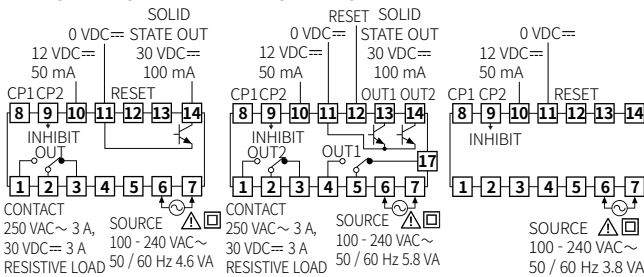 SOLID
0 VDC⎓ STATE OUT
12 VDC⎓ 30 VDC⎓
50 mA 100 mA
CP1 CP2 RESET
8 9 10 11 12 13 14
INHIBIT
OUT
1 2 3 4 5 6 7
CONTACT
250 VAC～ 3 A,
30 VDC⎓ 3 A
RESISTIVE LOAD
SOURCE
100 - 240 VAC～
50 / 60 Hz 4.6 VA
RESET SOLID
0 VDC⎓ STATE OUT
12 VDC⎓ 30 VDC⎓
50 mA 100 mA
CP1 CP2 OUT1 OUT2
8 9 10 11 12 13 14
INHIBIT
OUT2 OUT1
17
1 2 3 4 5 6 7
CONTACT
250 VAC～ 3 A,
30 VDC⎓ 3 A
RESISTIVE LOAD
SOURCE
100 - 240 VAC～
50 / 60 Hz 5.8 VA
0 VDC⎓
12 VDC⎓
50 mA
CP1 CP2 RESET
8 9 10 11 12 13 14
INHIBIT
1 2 3 4 5 6 7
SOURCE
100 - 240 VAC～
50 / 60 Hz 3.8 VA